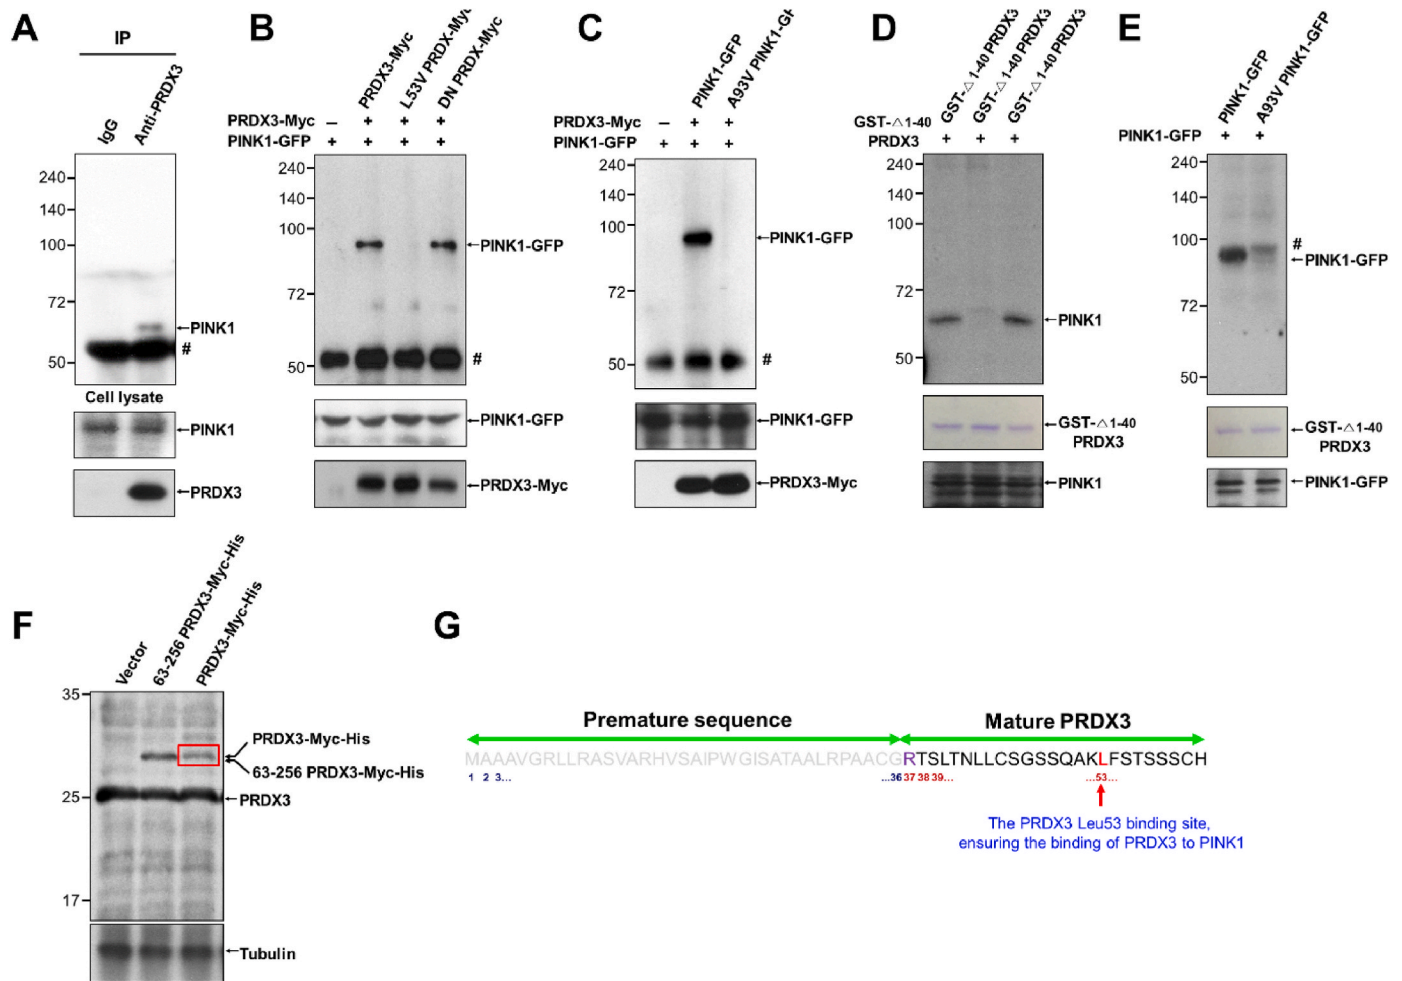 A
IP
IgG
Anti-PRDX3
240
140
100
72
50
PINK1
#
Cell lysate
PINK1
PRDX3
B
PRDX3-Myc
L53V PRDX-Myc
DN PRDX-Myc
PRDX3-Myc – + + +
PINK1-GFP + + + +
240
140
100
72
50
PINK1-GFP
#
PINK1-GFP
PRDX3-Myc
C
PINK1-GFP
A93V PINK1-GF
PRDX3-Myc – + +
PINK1-GFP + + +
240
140
100
50
PINK1-GFP
#
PINK1-GFP
PRDX3-Myc
D
GST-△1-40 PRDX3
GST-△1-40 PRDX3
GST-△1-40 PRDX3
GST-△1-40
PRDX3 + + +
240
140
100
72
50
PINK1
GST-△1-40
PRDX3
PINK1
E
PINK1-GFP
A93V PINK1-GFP
PINK1-GFP + +
240
140
100
72
50
#
PINK1-GFP
GST-△1-40
PRDX3
PINK1-GFP
F
Vector
63-256 PRDX3-Myc-His
PRDX3-Myc-His
35
25
17
PRDX3-Myc-His
63-256 PRDX3-Myc-His
PRDX3
Tubulin
G
Premature sequence
Mature PRDX3
MAAAVGRLLRASVARHVSAIPWGISATAALRPAACGRTSLTNLLCSGSSQAKLFSTSSSCH
1 2 3... ...36 37 38 39... ...53...
The PRDX3 Leu53 binding site,
ensuring the binding of PRDX3 to PINK1